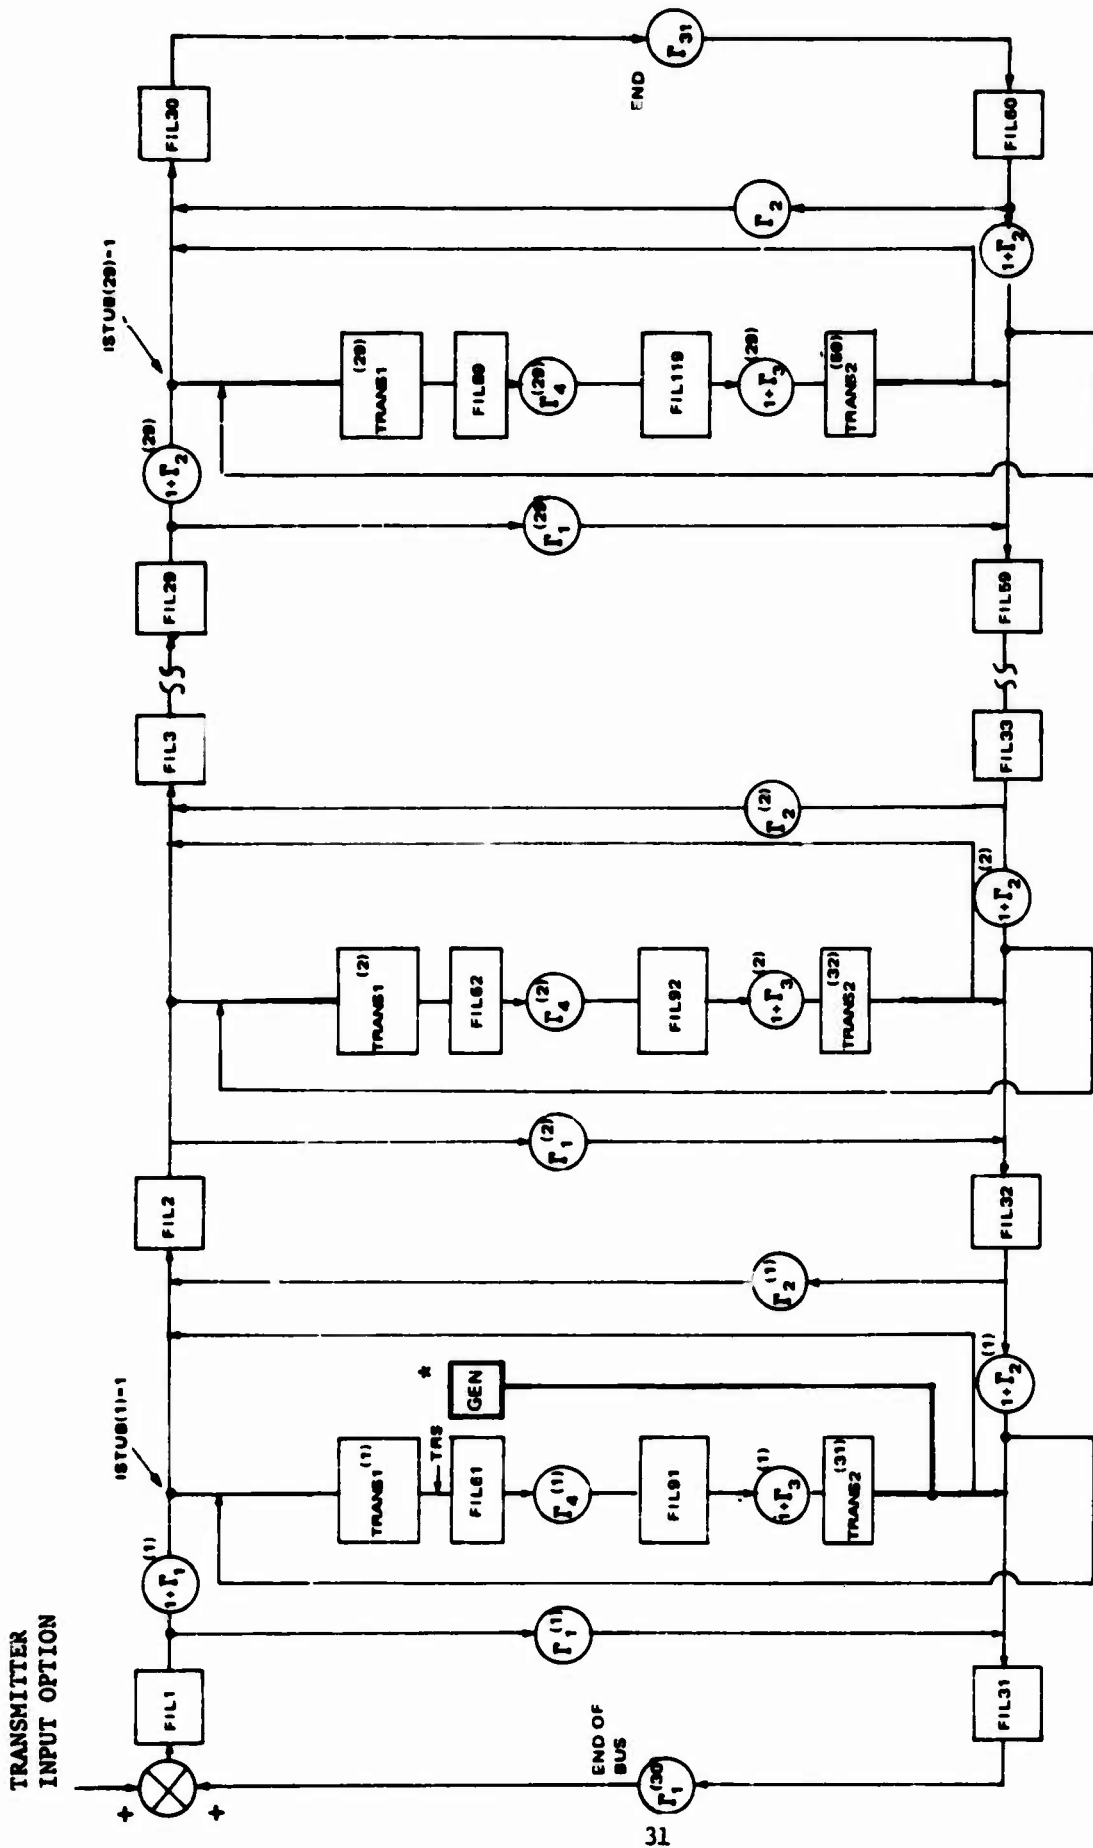 TRANSMITTER
INPUT OPTION
+
+
FIL1
1+Γ1 (1)
ISTUB(1)=1
FIL2
FIL3
FIL29
1+Γ2 (29)
ISTUB(29)=1
FIL30
Γ1 (1)
TRANS1 (1)
TRS
FIL61
Γ4 (1)
FIL91
1+Γ3 (1)
TRANS2 (31)
GEN
*
Γ2 (1)
1+Γ2 (1)
Γ1 (2)
TRANS1 (2)
FIL62
Γ4 (2)
FIL92
1+Γ3 (2)
TRANS2 (32)
Γ2 (2)
1+Γ2 (2)
Γ1 (29)
TRANS1 (29)
Γ4 (29)
FIL119
1+Γ3 (29)
TRANS2
Γ2
1+Γ2
END
Γ31
END OF
BUS
Γ1 (30)
FIL31
FIL32
FIL33
FIL59
FIL60
31